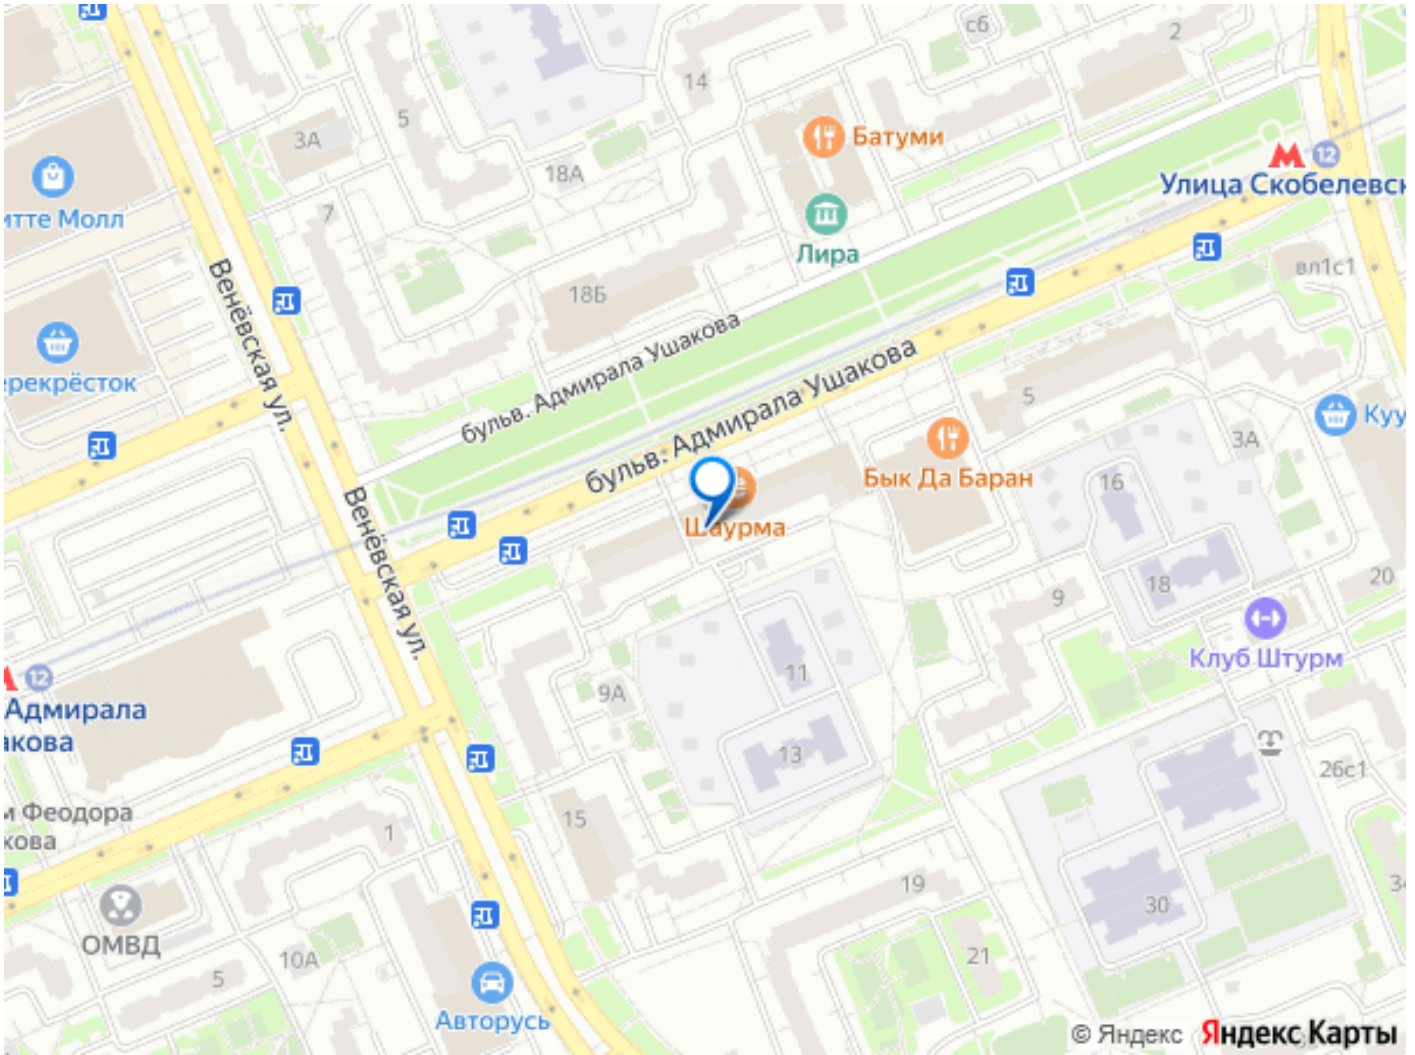 2
сб
14
5
3А
Батуми
12
18А
Улица Скобелевск
итте Молл
7
Лира
вл1с1
18Б
Венёвская ул.
бульв. Адмирала Ушакова
ерекрёсток
бульв. Адмирала Ушакова
5
Куу
3А
Бык Да Баран
16
Шаурма
Венёвская ул.
20
18
9
Клуб Штурм
12
11
9А
Адмирала
акова
13
26с1
м Феодора
кова
15
1
19
34
30
ОМВД
10А
5
21
Авторусь
© Яндекс Яндекс Карты